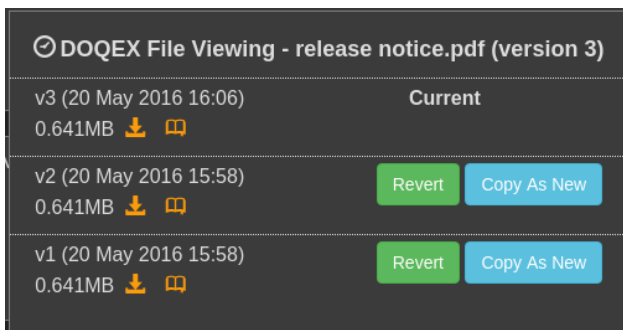 DOQEX File Viewing - release notice.pdf (version 3)
v3 (20 May 2016 16:06) Current
0.641MB
v2 (20 May 2016 15:58)
Revert Copy As New
0.641MB
v1 (20 May 2016 15:58)
Revert Copy As New
0.641MB